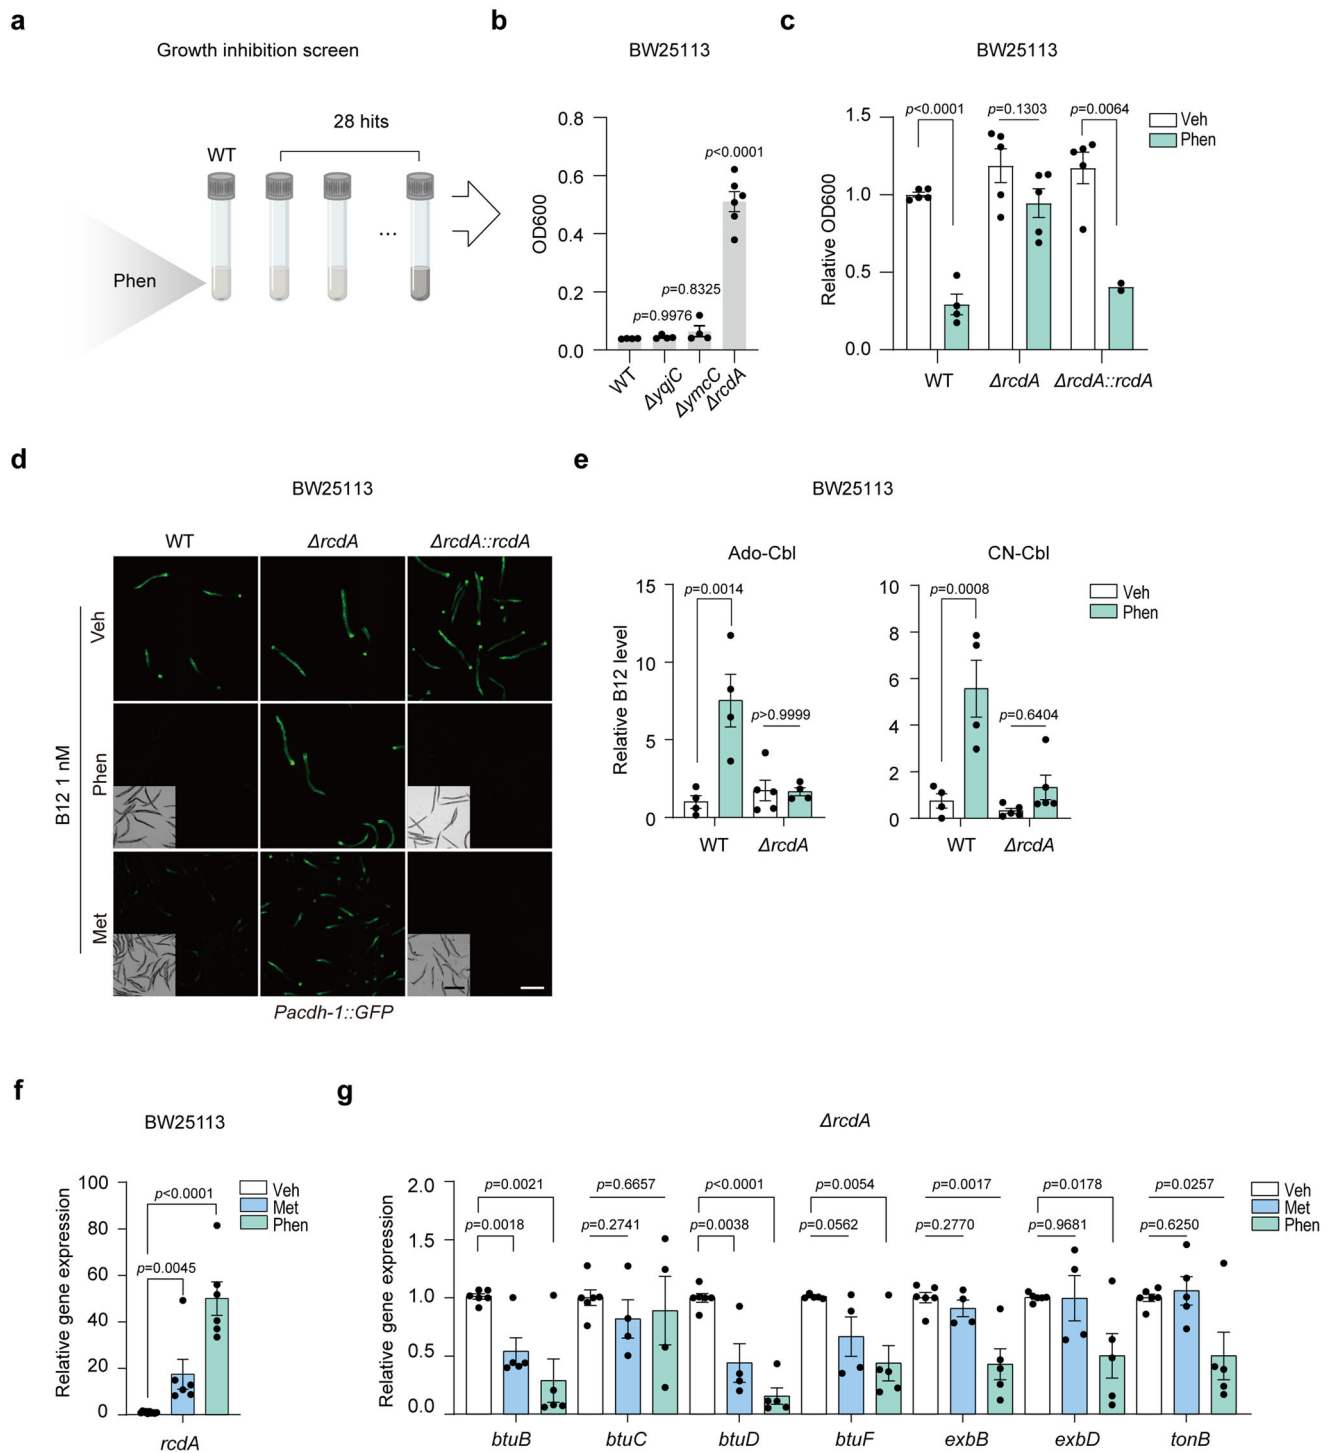 a
Growth inhibition screen
28 hits
WT
...
Phen
b
BW25113
OD600
0.8
0.6
0.4
0.2
0.0
p<0.0001
p=0.8325
p=0.9976
WT
ΔyqjC
ΔymcC
ΔrcdA
c
BW25113
Relative OD600
1.5
1.0
0.5
0.0
p<0.0001
p=0.1303
p=0.0064
Veh
Phen
WT
ΔrcdA
ΔrcdA::rcdA
d
BW25113
WT
ΔrcdA
ΔrcdA::rcdA
B12 1 nM
Veh
Phen
Met
Pacdh-1::GFP
e
BW25113
Ado-Cbl
Relative B12 level
15
10
5
0
p=0.0014
p>0.9999
WT
ΔrcdA
CN-Cbl
10
8
6
4
2
0
p=0.0008
p=0.6404
WT
ΔrcdA
Veh
Phen
f
BW25113
Relative gene expression
100
80
60
40
20
0
p<0.0001
p=0.0045
Veh
Met
Phen
rcdA
g
ΔrcdA
Relative gene expression
2.0
1.5
1.0
0.5
0.0
p=0.0021
p=0.6657
p<0.0001
p=0.0054
p=0.0017
p=0.0178
p=0.0257
p=0.0018
p=0.2741
p=0.0038
p=0.0562
p=0.2770
p=0.9681
p=0.6250
Veh
Met
Phen
btuB
btuC
btuD
btuF
exbB
exbD
tonB